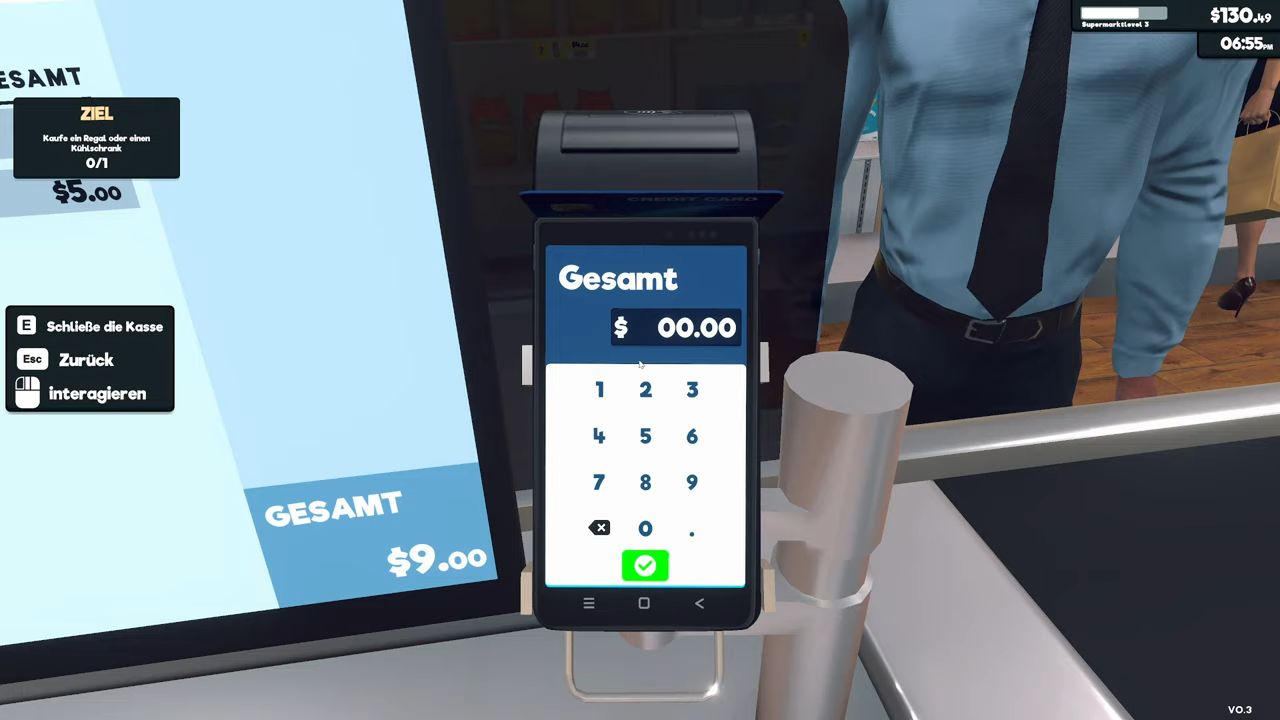 ESAMT
ZIEL
Kaufe ein Regal oder einen
Kühlschrank
0/1
$5.00
E Schließe die Kasse
Esc Zurück
interagieren
GESAMT
$9.00
CREDIT CARD
Gesamt
$ 00.00
1 2 3
4 5 6
7 8 9
0 .
Supermarktlevel 3
$130.49
06:55PM
V0.3